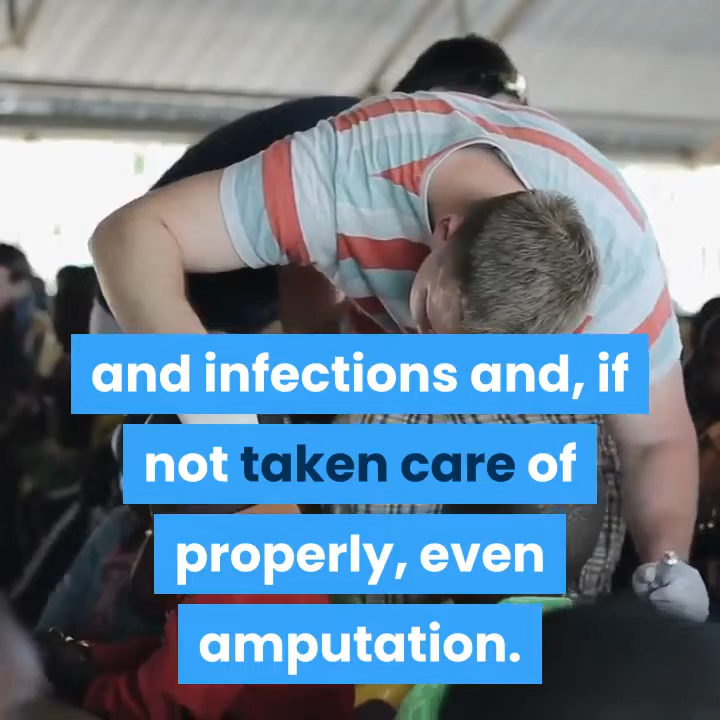 and infections and, if
not taken care of
properly, even
amputation.